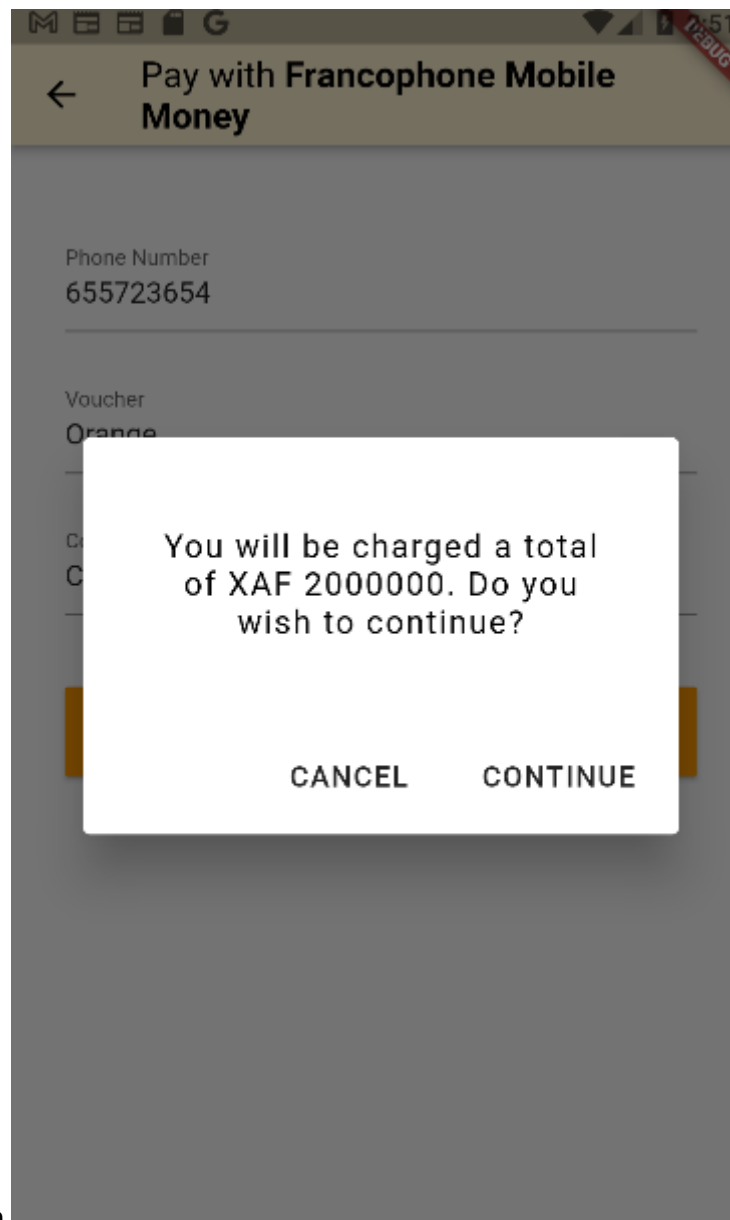 DEBUG
Pay with Francophone Mobile
Money
Phone Number
655723654
Voucher
Orange
You will be charged a total
of XAF 2000000. Do you
wish to continue?
CANCEL CONTINUE